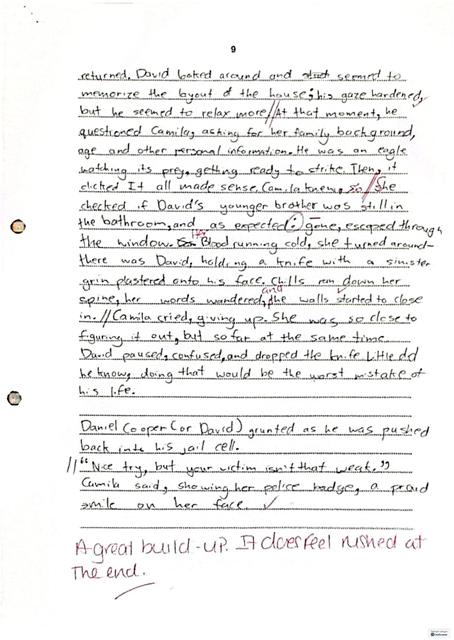 9
returned. David looked around and seemed to
memorize the layout of the house; his gaze hardened,
but he seemed to relax more.// At that moment, he
questioned Camila, asking for her family background,
age and other personal information. He was an eagle
watching its prey, getting ready to strike. Then, it
clicked. It all made sense. Camila knew, so // She
checked if David's younger brother was still in
the bathroom, and as expected: gone, escaped through
the window. Her Blood running cold, she turned around-
there was David, holding a knife with a sinister
grin plastered onto his face. Chills ran down her
spine, her words wandered, and the walls started to close
in. // Camila cried, giving up. She was so close to
figuring it out, but so far at the same time.
David paused, confused, and dropped the knife. Little did
he know, doing that would be the worst mistake of
his life.
Daniel Cooper (or David) grunted as he was pushed
back into his jail cell.
// "Nice try, but your victim isn't that weak."
Camila said, showing her police badge, a proud
smile on her face. ✓
A great build-up. It does feel rushed at
the end.